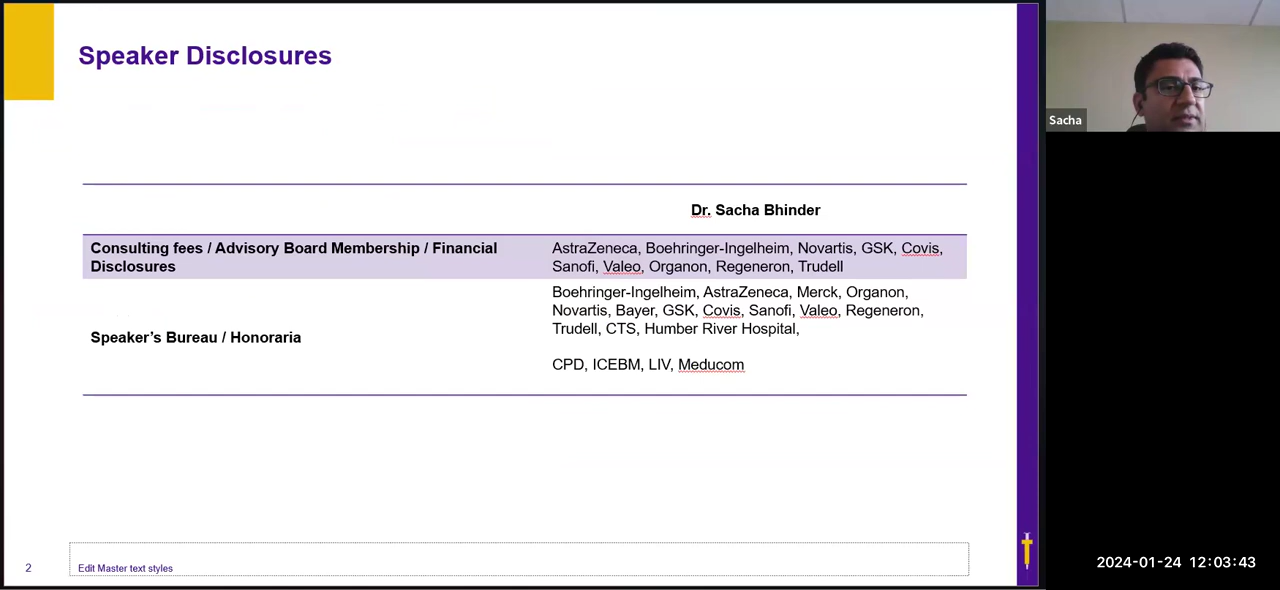 Speaker Disclosures
Dr. Sacha Bhinder
Consulting fees / Advisory Board Membership / Financial
Disclosures
AstraZeneca, Boehringer-Ingelheim, Novartis, GSK, Covis,
Sanofi, Valeo, Organon, Regeneron, Trudell
Speaker’s Bureau / Honoraria
Boehringer-Ingelheim, AstraZeneca, Merck, Organon,
Novartis, Bayer, GSK, Covis, Sanofi, Valeo, Regeneron,
Trudell, CTS, Humber River Hospital,
CPD, ICEBM, LIV, Meducom
2
Edit Master text styles
Sacha
2024-01-24 12:03:43